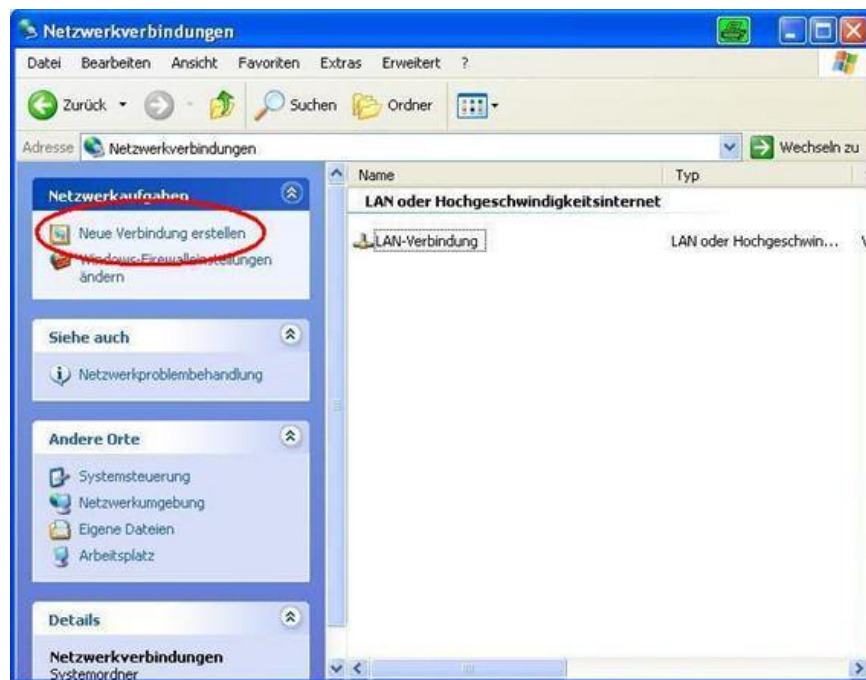 Netzwerkverbindungen
Datei Bearbeiten Ansicht Favoriten Extras Erweitert ?
Zurück Suchen Ordner
Adresse Netzwerkverbindungen Wechseln zu
Netzwerkaufgaben
Neue Verbindung erstellen
Windows-Firewalleinstellungen
ändern
Siehe auch
Netzwerkproblembehandlung
Andere Orte
Systemsteuerung
Netzwerkumgebung
Eigene Dateien
Arbeitsplatz
Details
Netzwerkverbindungen
Systemordner
Name Typ
LAN oder Hochgeschwindigkeitsinternet
LAN-Verbindung LAN oder Hochgeschwin...